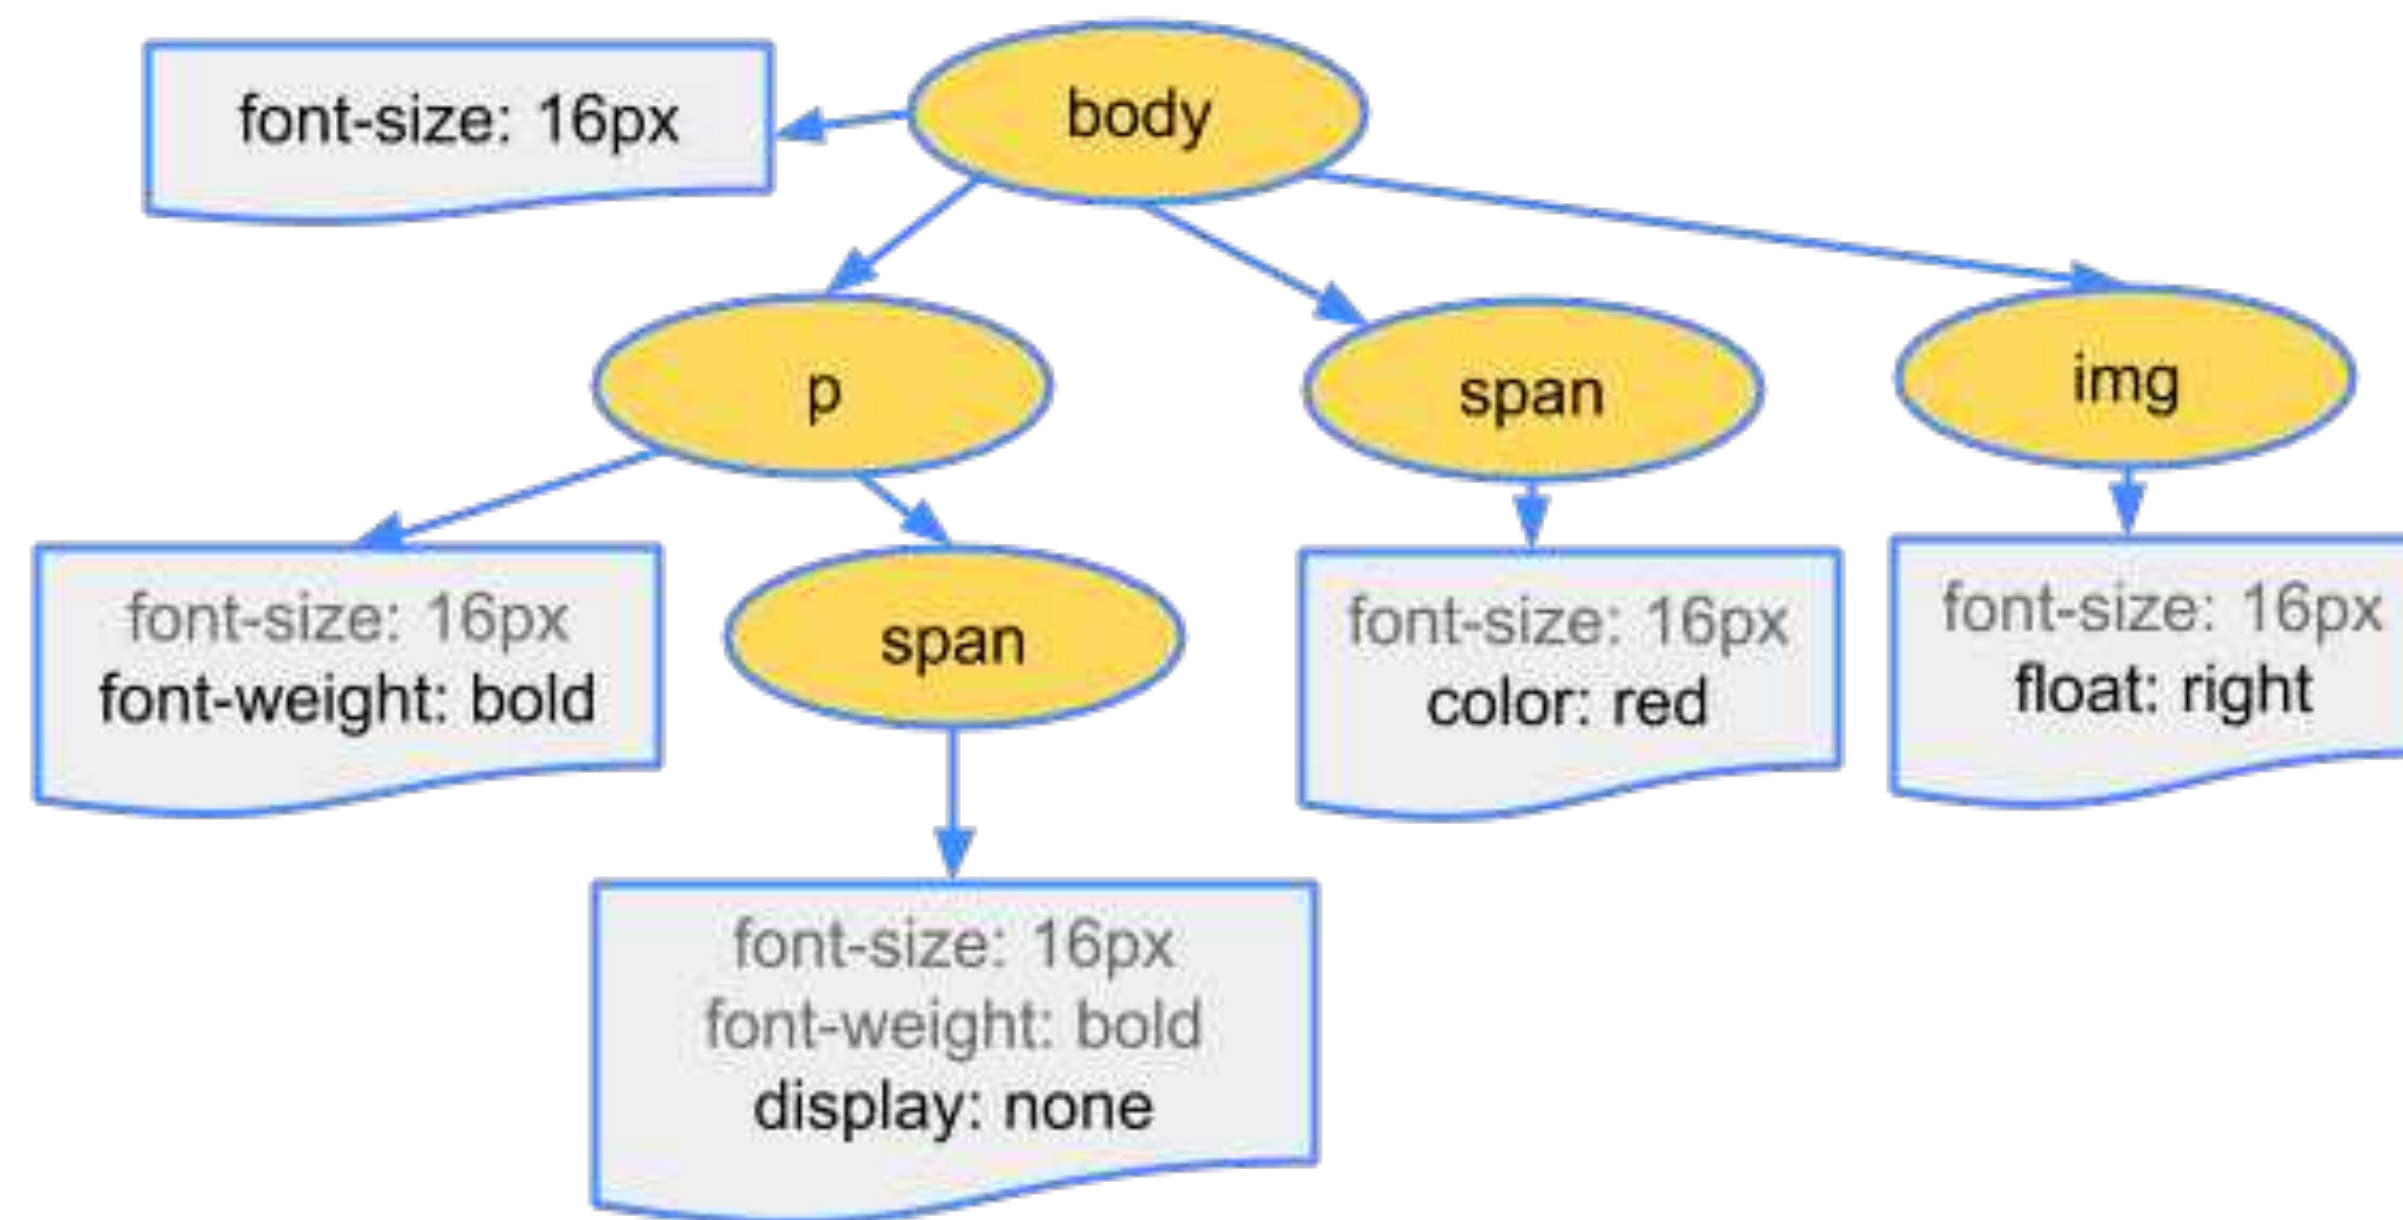 font-size: 16px
body
p
span
img
font-size: 16px
font-weight: bold
span
font-size: 16px
color: red
font-size: 16px
float: right
font-size: 16px
font-weight: bold
display: none